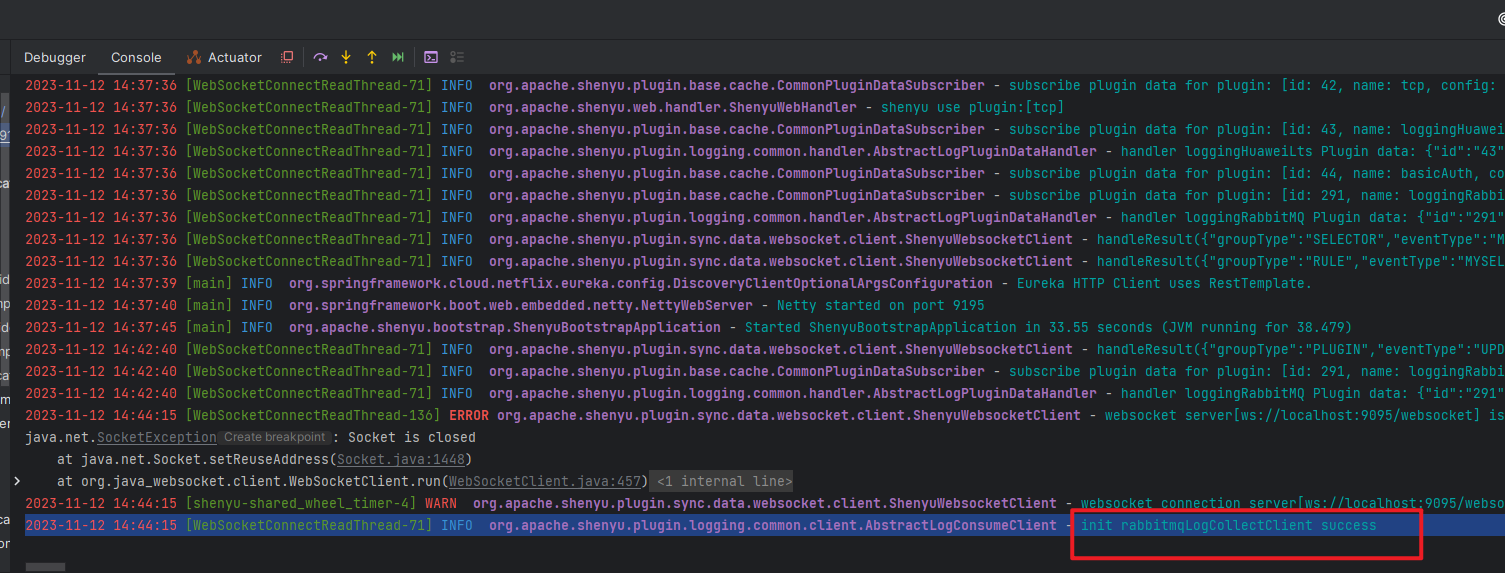 Debugger Console Actuator
2023-11-12 14:37:36 [WebSocketConnectReadThread-71] INFO org.apache.shenyu.plugin.base.cache.CommonPluginDataSubscriber - subscribe plugin data for plugin: [id: 42, name: tcp, config:
2023-11-12 14:37:36 [WebSocketConnectReadThread-71] INFO org.apache.shenyu.web.handler.ShenyuWebHandler - shenyu use plugin:[tcp]
2023-11-12 14:37:36 [WebSocketConnectReadThread-71] INFO org.apache.shenyu.plugin.base.cache.CommonPluginDataSubscriber - subscribe plugin data for plugin: [id: 43, name: loggingHuawei
2023-11-12 14:37:36 [WebSocketConnectReadThread-71] INFO org.apache.shenyu.plugin.logging.common.handler.AbstractLogPluginDataHandler - handler loggingHuaweiLts Plugin data: {"id":"43"
2023-11-12 14:37:36 [WebSocketConnectReadThread-71] INFO org.apache.shenyu.plugin.base.cache.CommonPluginDataSubscriber - subscribe plugin data for plugin: [id: 44, name: basicAuth, co
2023-11-12 14:37:36 [WebSocketConnectReadThread-71] INFO org.apache.shenyu.plugin.base.cache.CommonPluginDataSubscriber - subscribe plugin data for plugin: [id: 291, name: loggingRabbi
2023-11-12 14:37:36 [WebSocketConnectReadThread-71] INFO org.apache.shenyu.plugin.logging.common.handler.AbstractLogPluginDataHandler - handler loggingRabbitMQ Plugin data: {"id":"291"
2023-11-12 14:37:36 [WebSocketConnectReadThread-71] INFO org.apache.shenyu.plugin.sync.data.websocket.client.ShenyuWebsocketClient - handleResult({"groupType":"SELECTOR","eventType":"M
2023-11-12 14:37:36 [WebSocketConnectReadThread-71] INFO org.apache.shenyu.plugin.sync.data.websocket.client.ShenyuWebsocketClient - handleResult({"groupType":"RULE","eventType":"MYSEL
2023-11-12 14:37:39 [main] INFO org.springframework.cloud.netflix.eureka.config.DiscoveryClientOptionalArgsConfiguration - Eureka HTTP Client uses RestTemplate.
2023-11-12 14:37:40 [main] INFO org.springframework.boot.web.embedded.netty.NettyWebServer - Netty started on port 9195
2023-11-12 14:37:45 [main] INFO org.apache.shenyu.bootstrap.ShenyuBootstrapApplication - Started ShenyuBootstrapApplication in 33.55 seconds (JVM running for 38.479)
2023-11-12 14:42:40 [WebSocketConnectReadThread-71] INFO org.apache.shenyu.plugin.sync.data.websocket.client.ShenyuWebsocketClient - handleResult({"groupType":"PLUGIN","eventType":"UPD
2023-11-12 14:42:40 [WebSocketConnectReadThread-71] INFO org.apache.shenyu.plugin.base.cache.CommonPluginDataSubscriber - subscribe plugin data for plugin: [id: 291, name: loggingRabbi
2023-11-12 14:42:40 [WebSocketConnectReadThread-71] INFO org.apache.shenyu.plugin.logging.common.handler.AbstractLogPluginDataHandler - handler loggingRabbitMQ Plugin data: {"id":"291"
2023-11-12 14:44:15 [WebSocketConnectReadThread-136] ERROR org.apache.shenyu.plugin.sync.data.websocket.client.ShenyuWebsocketClient - websocket server[ws://localhost:9095/websocket] is
java.net.SocketException Create breakpoint : Socket is closed
at java.net.Socket.setReuseAddress(Socket.java:1448)
at org.java_websocket.client.WebSocketClient.run(WebSocketClient.java:457) <1 internal line>
2023-11-12 14:44:15 [shenyu-shared_wheel_timer-4] WARN org.apache.shenyu.plugin.sync.data.websocket.client.ShenyuWebsocketClient - websocket connection server[ws://localhost:9095/webso
2023-11-12 14:44:15 [WebSocketConnectReadThread-71] INFO org.apache.shenyu.plugin.logging.common.client.AbstractLogConsumeClient - init rabbitmqLogCollectClient success